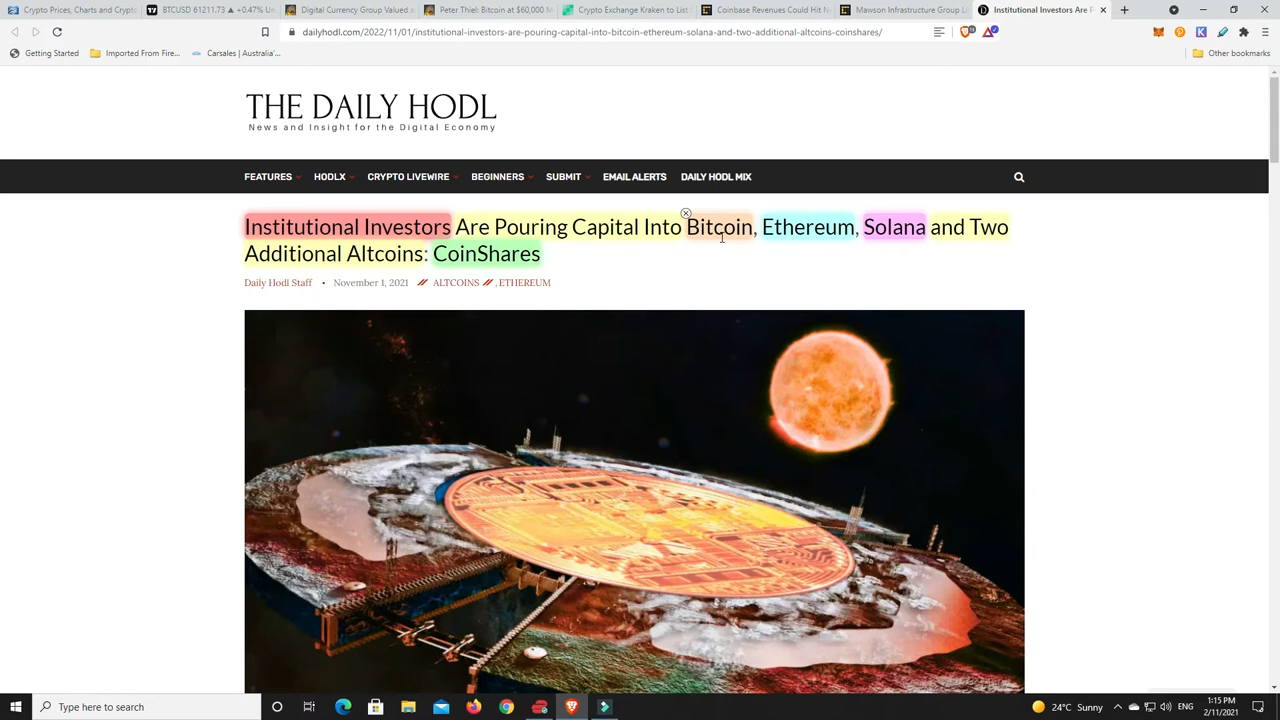 Crypto Prices, Charts and Crypto
BTCUSD 61211.73 ▲ +0.47% Un
Digital Currency Group Valued a
Peter Thiel: Bitcoin at $60,000 M
Crypto Exchange Kraken to List
Coinbase Revenues Could Hit N
Mawson Infrastructure Group Li
Institutional Investors Are P
dailyhodl.com/2022/11/01/institutional-investors-are-pouring-capital-into-bitcoin-ethereum-solana-and-two-additional-altcoins-coinshares/
Getting Started
Imported From Fire...
Carsales | Australia'...
Other bookmarks
THE DAILY HODL
News and Insight for the Digital Economy
FEATURES HODLX CRYPTO LIVEWIRE BEGINNERS SUBMIT EMAIL ALERTS DAILY HODL MIX
Institutional Investors Are Pouring Capital Into Bitcoin, Ethereum, Solana and Two
Additional Altcoins: CoinShares
Daily Hodl Staff • November 1, 2021 // ALTCOINS // , ETHEREUM
Type here to search
24°C Sunny
ENG
1:15 PM
2/11/2021